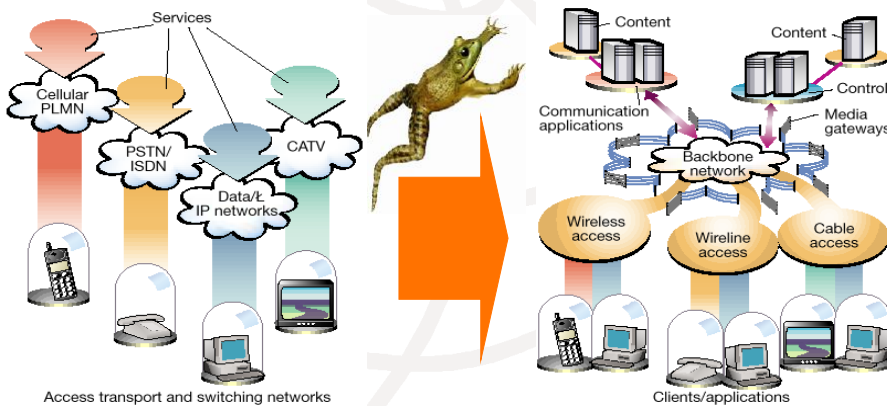 Services
Cellular
PLMN
PSTN/
ISDN
CATV
Data/Ł
IP networks
Access transport and switching networks
Content
Content
Control
Communication
applications
Media
gateways
Backbone
network
Wireless
access
Wireline
access
Cable
access
Clients/applications